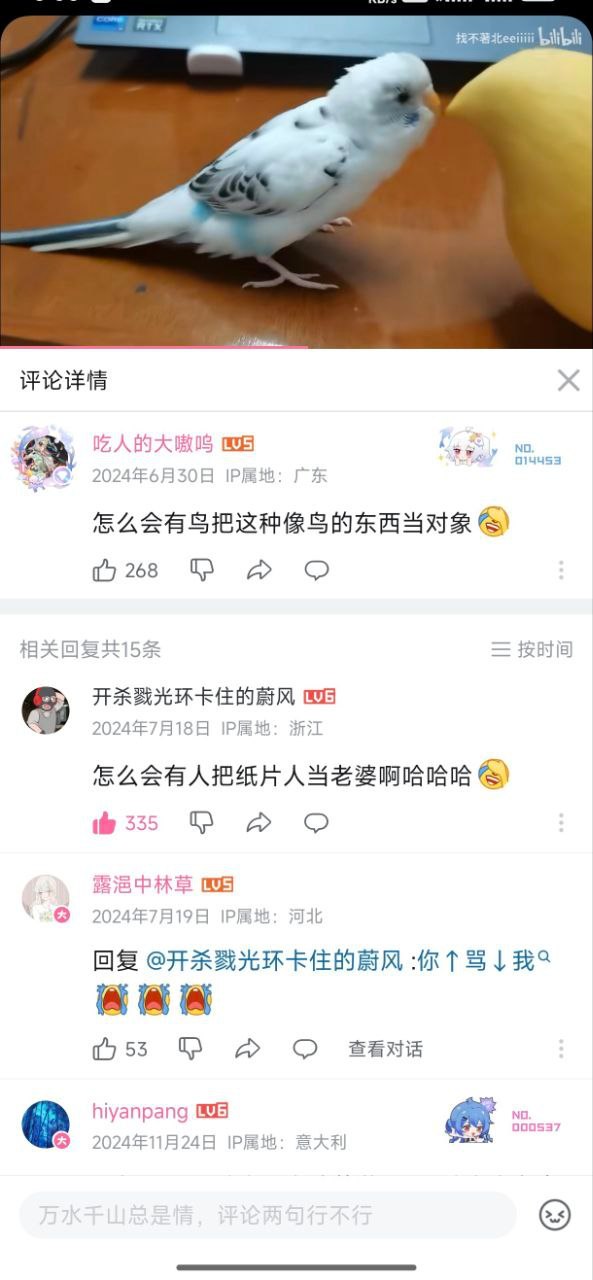 找不著北eeiiiii bilibili
评论详情
吃人的大嗷呜 LV5
NO.
014453
2024年6月30日 IP属地：广东
怎么会有鸟把这种像鸟的东西当对象
268
相关回复共15条
按时间
开杀戮光环卡住的蔚风 LV6
2024年7月18日 IP属地：浙江
怎么会有人把纸片人当老婆啊哈哈哈
335
露浥中林草 LV5
大
2024年7月19日 IP属地：河北
回复 @开杀戮光环卡住的蔚风 :你↑骂↓我
53
查看对话
hiyanpang LV6
NO.
000537
大
2024年11月24日 IP属地：意大利
万水千山总是情，评论两句行不行